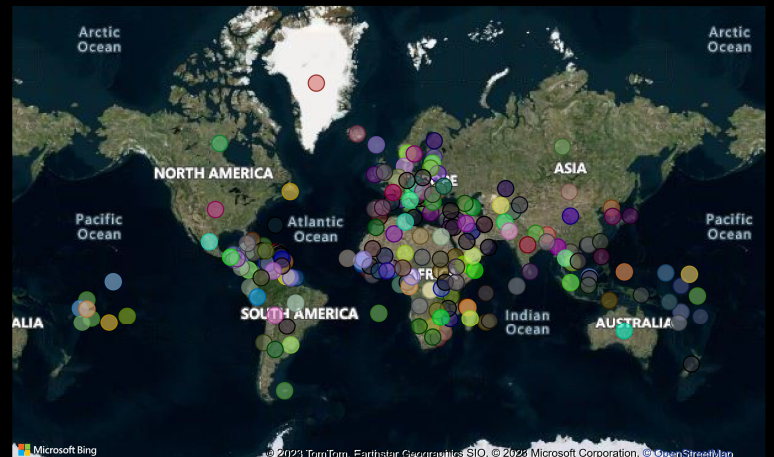 Arctic
Ocean
Arctic
Ocean
NORTH AMERICA
ASIA
Pacific
Ocean
Atlantic
Ocean
Pacific
Ocean
SOUTH AMERICA
Indian
Ocean
ALIA
AUSTRALIA
Microsoft Bing
© 2023 TomTom, Earthstar Geographics SIO, © 2023 Microsoft Corporation, © OpenStreetMap